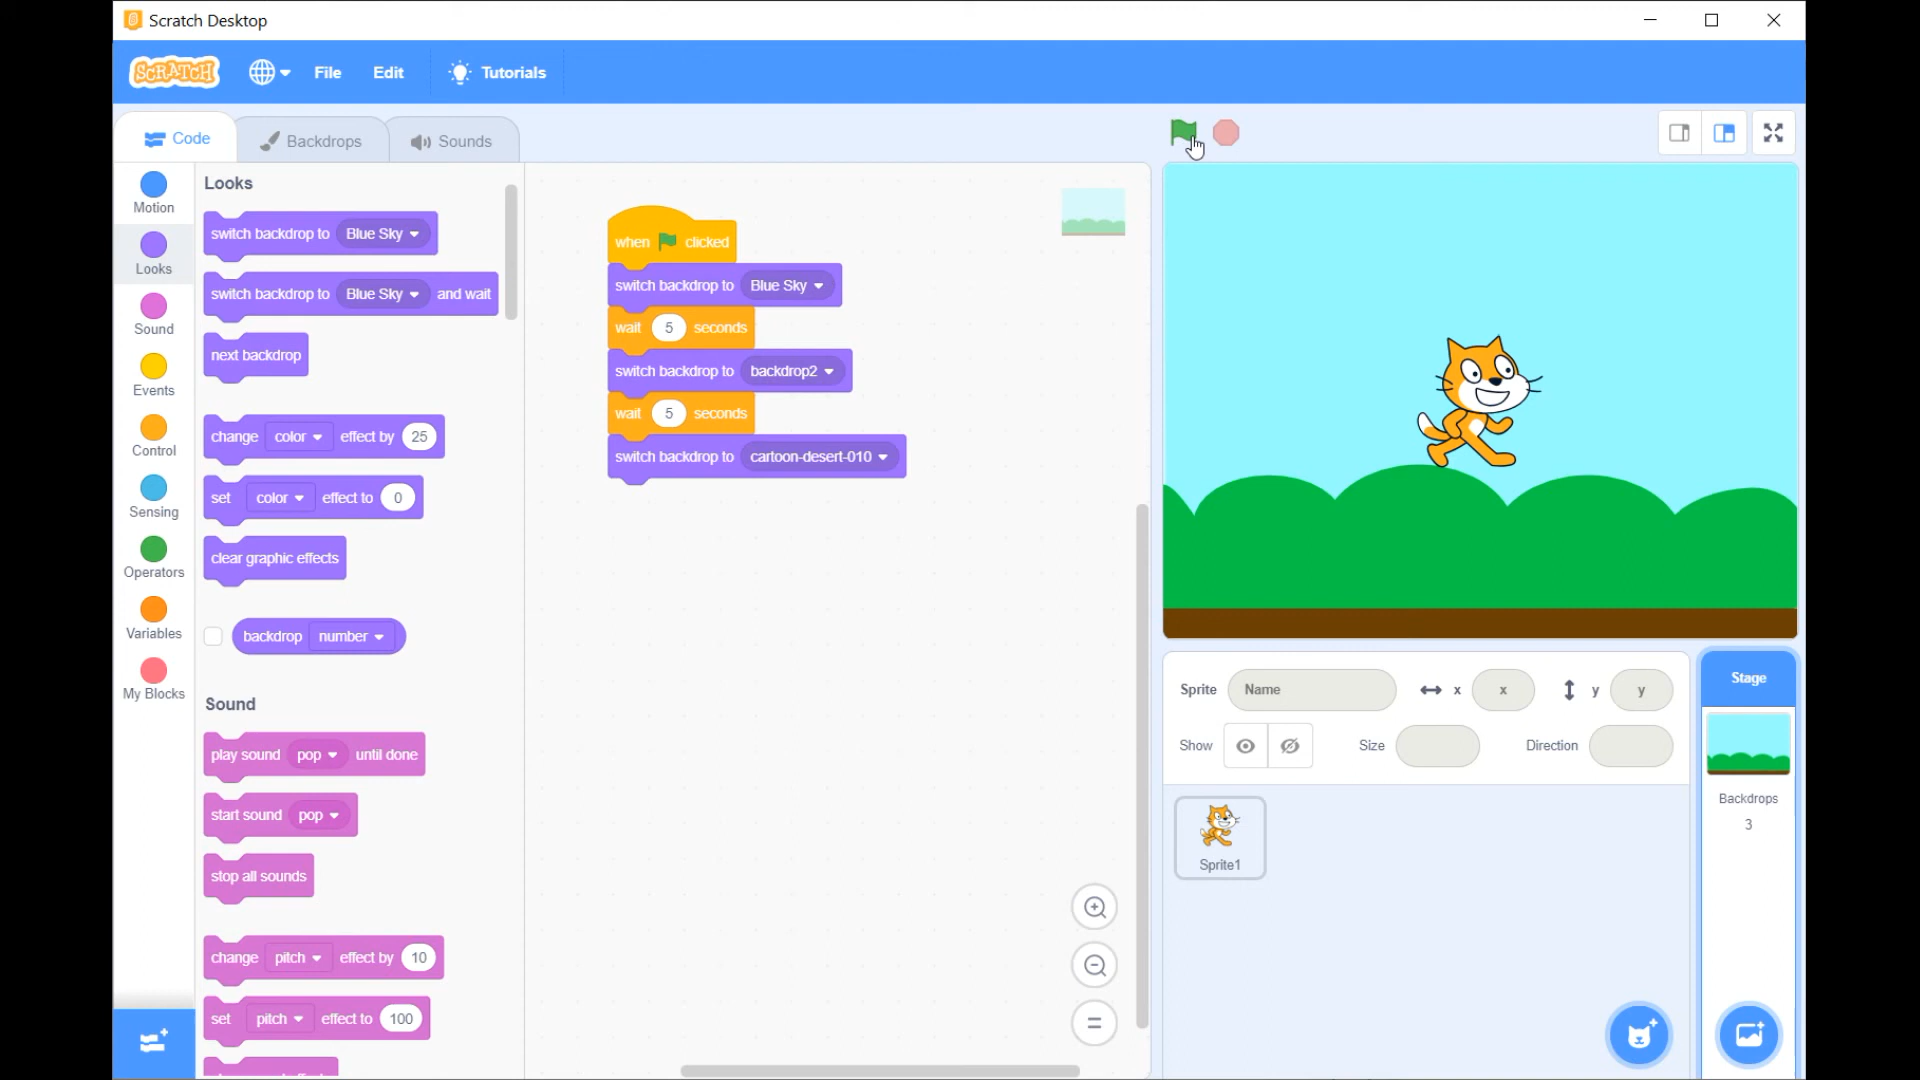 Scratch Desktop
SCRATCH File Edit Tutorials
Code Backdrops Sounds
Motion
Looks
Sound
Events
Control
Sensing
Operators
Variables
My Blocks
Looks
switch backdrop to Blue Sky
switch backdrop to Blue Sky and wait
next backdrop
change color effect by 25
set color effect to 0
clear graphic effects
backdrop number
Sound
play sound pop until done
start sound pop
stop all sounds
change pitch effect by 10
set pitch effect to 100
when clicked
switch backdrop to Blue Sky
wait 5 seconds
switch backdrop to backdrop2
wait 5 seconds
switch backdrop to cartoon-desert-010
Sprite Name x x y y
Show Size Direction
Sprite1
Stage
Backdrops
3